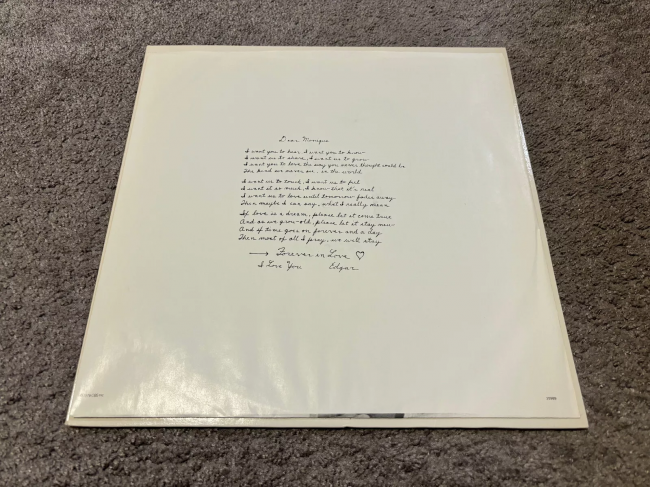 Dear Monique
I want you to hear, I want you to know
I want us to share, I want us to grow
I want you to love the way you never thought could be
The kind we never see, in the world
I want us to touch, I want us to feel
I want it so much, I know that it's real
I want us to love until tomorrow fades away
Then maybe I can say, what I really mean
If love is a dream, please let it come true
And as we grow old, please let it stay new
And if time goes on forever and a day
Then most of all I pray, we will stay
→ Forever in Love ♡
I Love You Edgar